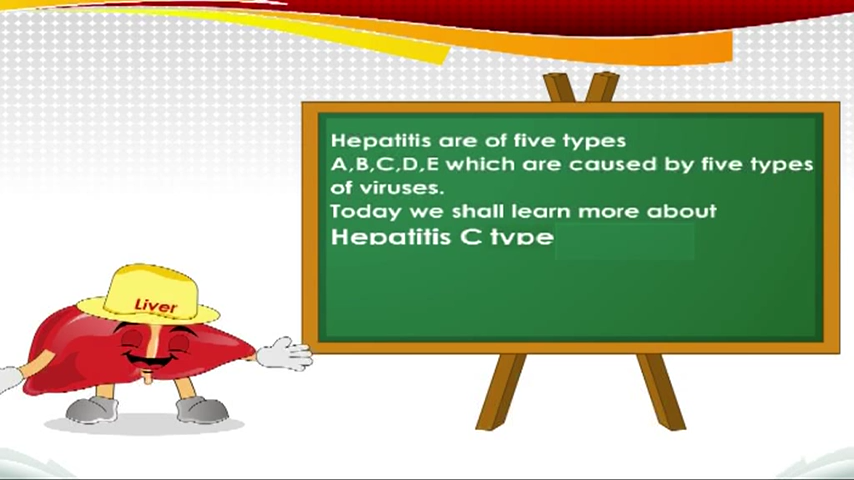 Hepatitis are of five types
A,B,C,D,E which are caused by five types
of viruses.
Today we shall learn more about
Hepatitis C type
Liver